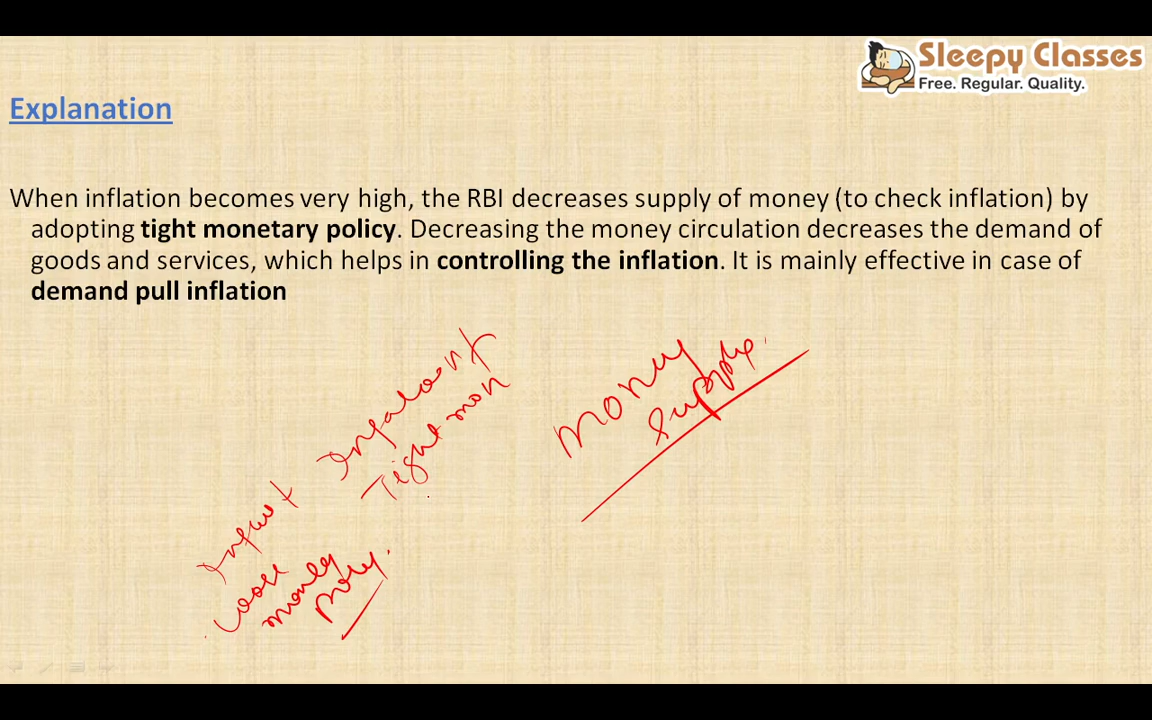 Sleepy Classes
Free. Regular. Quality.
Explanation
When inflation becomes very high, the RBI decreases supply of money (to check inflation) by
adopting tight monetary policy. Decreasing the money circulation decreases the demand of
goods and services, which helps in controlling the inflation. It is mainly effective in case of
demand pull inflation
Money
supply.
Tight mon
Loose
money
policy.